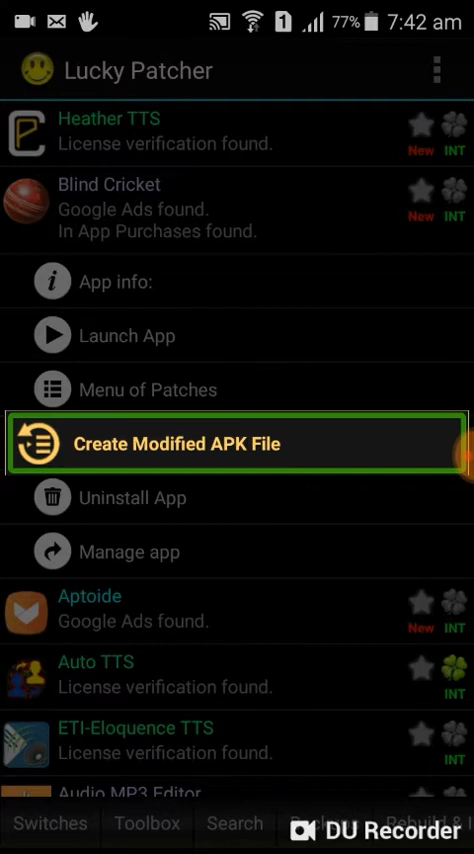 1
77%
7:42 am
Lucky Patcher
Heather TTS
License verification found.
New
INT
Blind Cricket
Google Ads found.
In App Purchases found.
New
INT
App info:
Launch App
Menu of Patches
Create Modified APK File
Uninstall App
Manage app
Aptoide
Google Ads found.
New
INT
Auto TTS
License verification found.
INT
ETI-Eloquence TTS
License verification found.
INT
Audio MP3 Editor
Switches
Toolbox
Search
Rebuild & I
DU Recorder